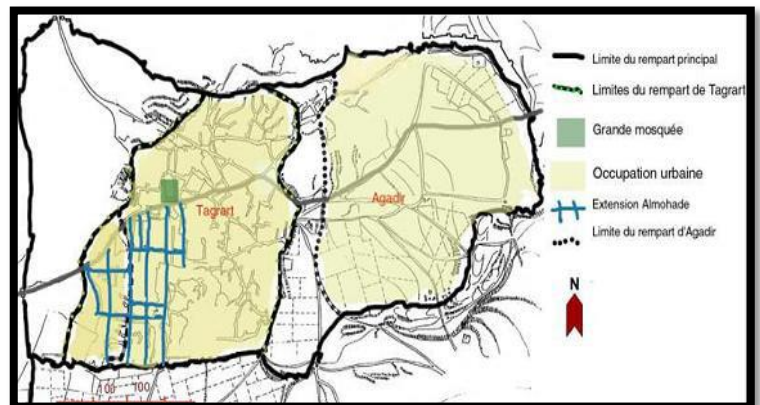 Limite du rempart principal
Limites du rempart de Tagrart
Grande mosquée
Occupation urbaine
Extension Almohade
Limite du rempart d'Agadir
N
Tagrart
Agadir
100 100